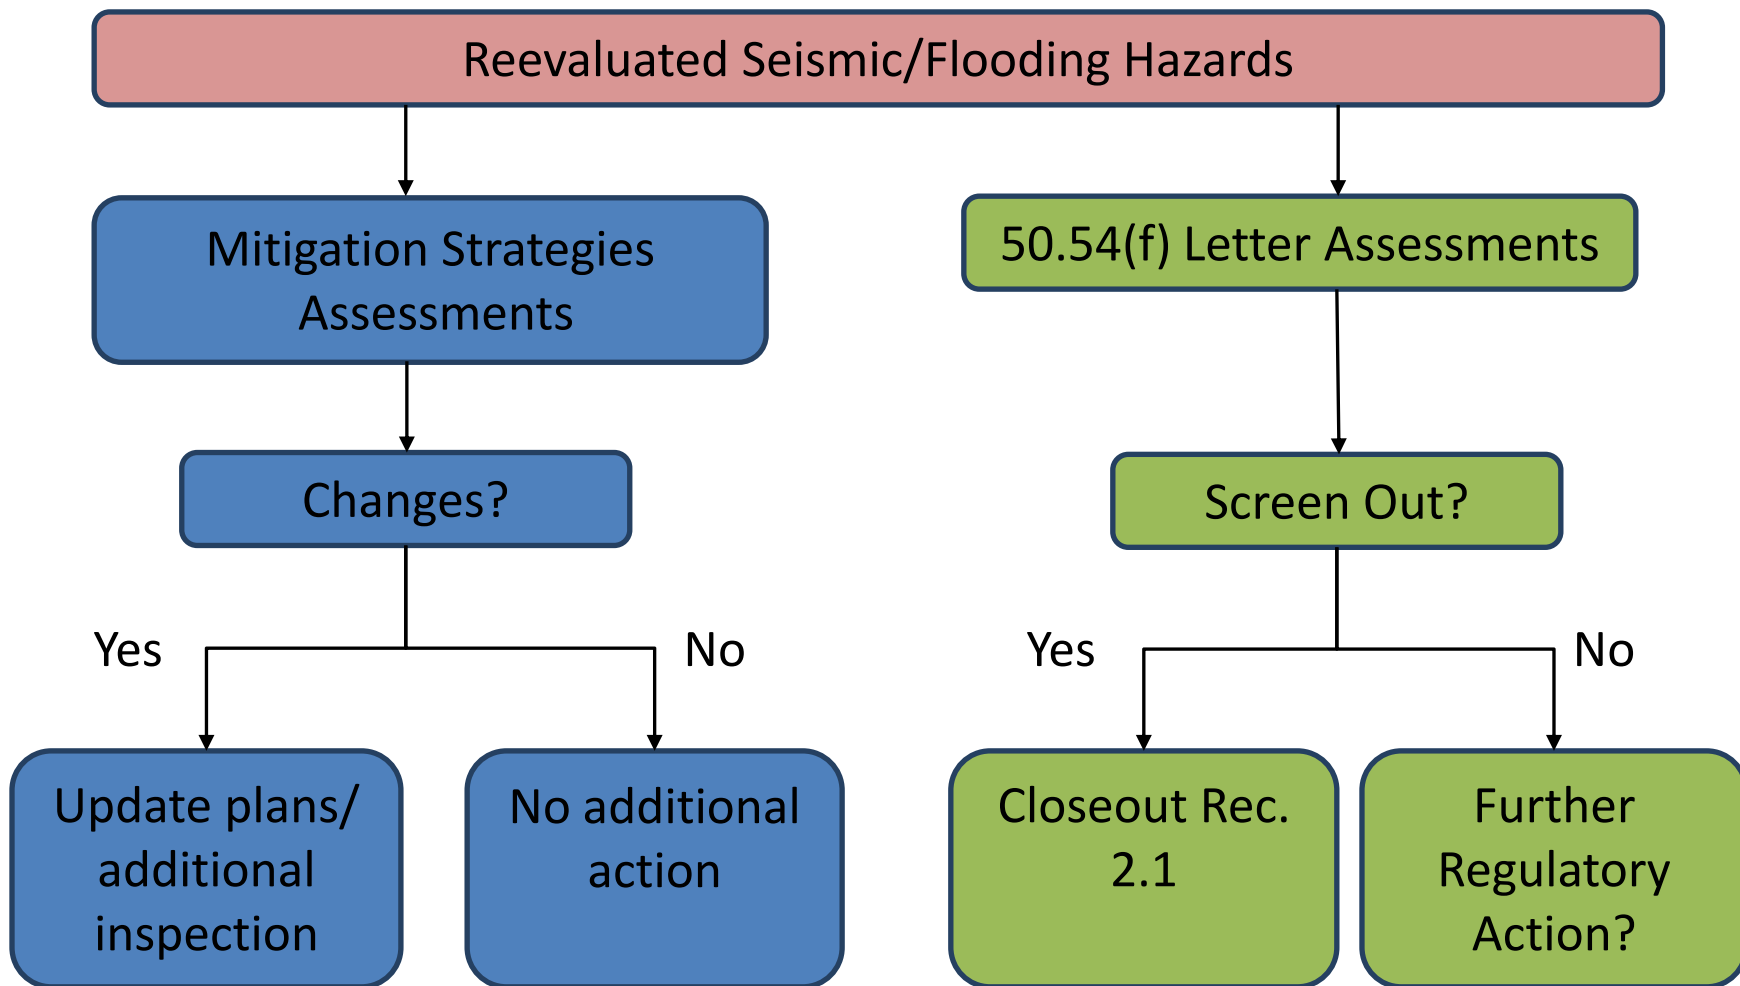 Reevaluated Seismic/Flooding Hazards
Mitigation Strategies
Assessments
50.54(f) Letter Assessments
Changes?
Screen Out?
Yes
No
Yes
No
Update plans/
additional
inspection
No additional
action
Closeout Rec.
2.1
Further
Regulatory
Action?